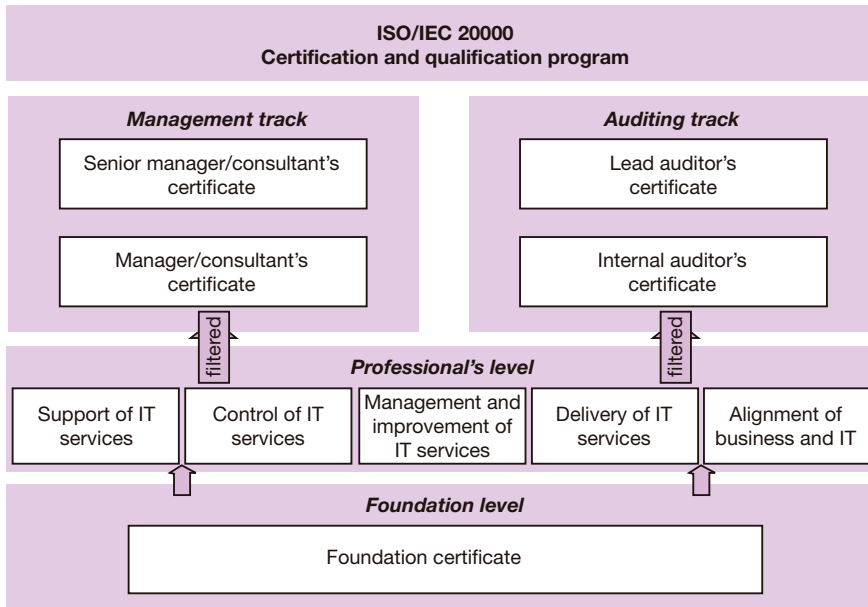 ISO/IEC 20000
Certification and qualification program
Management track
Senior manager/consultant's
certificate
Manager/consultant's
certificate
Auditing track
Lead auditor's
certificate
Internal auditor's
certificate
filtered
filtered
Professional's level
Support of IT
services
Control of IT
services
Management and
improvement of
IT services
Delivery of IT
services
Alignment of
business and IT
Foundation level
Foundation certificate